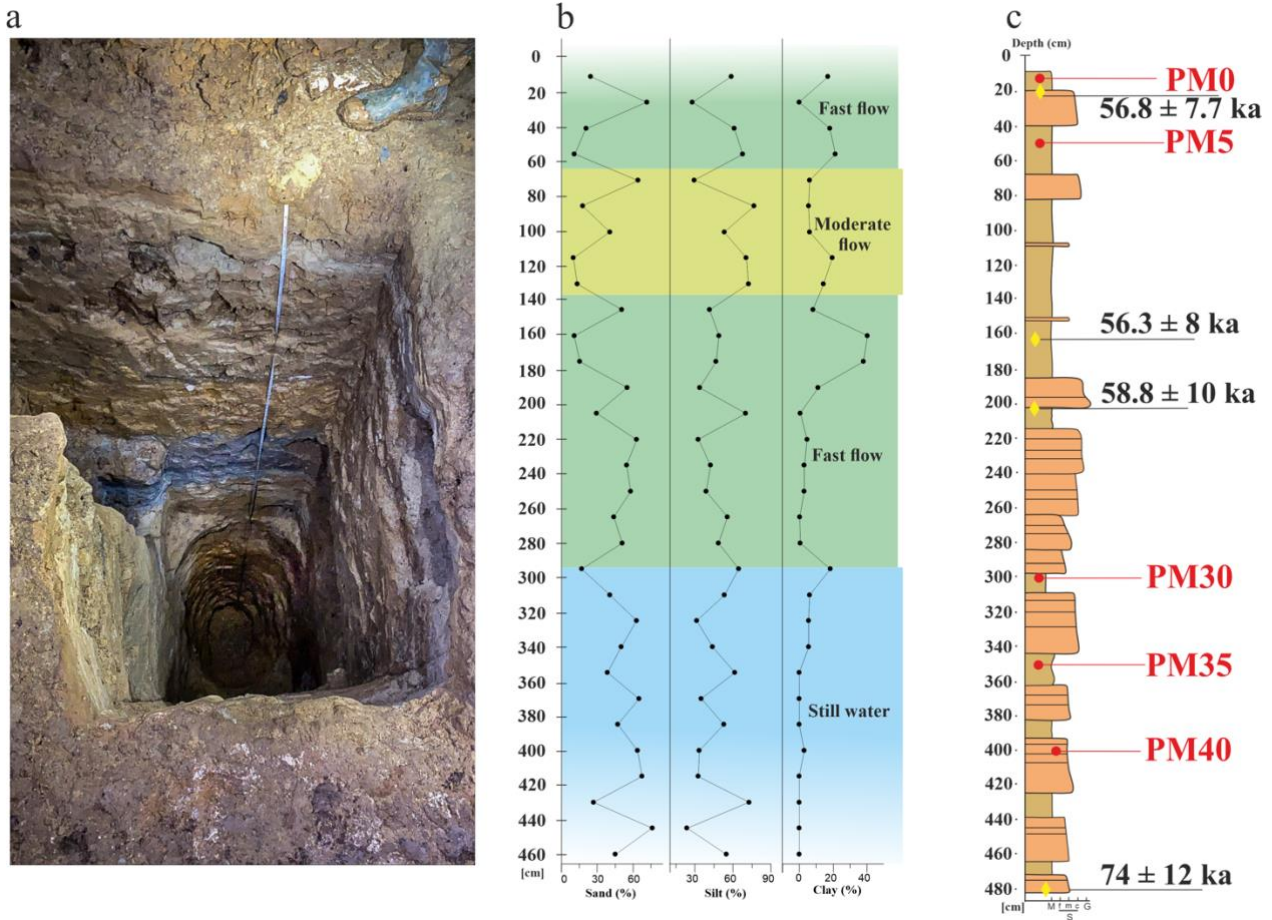 a
b
c
0
20
40
60
80
100
120
140
160
180
200
220
240
260
280
300
320
340
360
380
400
420
440
460
[cm]
Fast flow
Moderate
flow
Fast flow
Still water
0 30 60
Sand (%)
30 60 90
Silt (%)
0 20 40
Clay (%)
Depth (cm)
0
20
40
60
80
100
120
140
160
180
200
220
240
260
280
300
320
340
360
380
400
420
440
460
480
[cm]
M f m c G
S
PM0
56.8 ± 7.7 ka
PM5
56.3 ± 8 ka
58.8 ± 10 ka
PM30
PM35
PM40
74 ± 12 ka